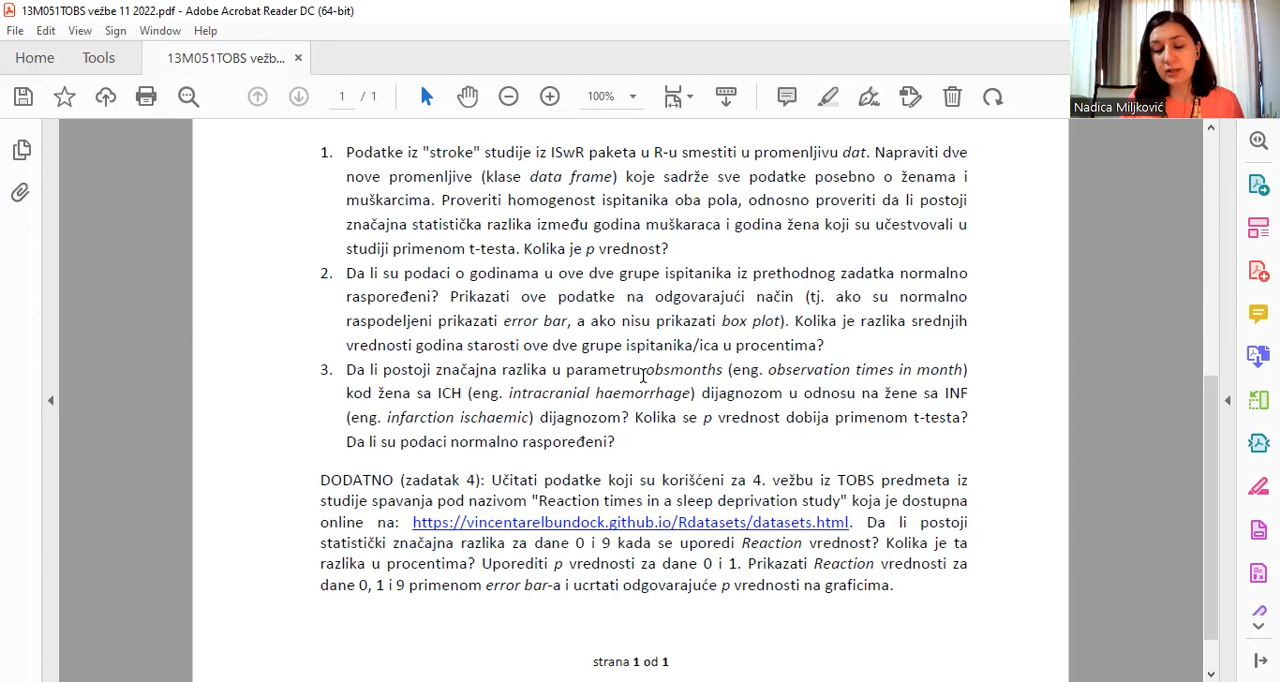 13M051TOBS vežbe 11 2022.pdf - Adobe Acrobat Reader DC (64-bit)
File Edit View Sign Window Help
Home Tools 13M051TOBS vežb... ×
1 / 1 100%
Nadica Miljković
1. Podatke iz "stroke" studije iz ISwR paketa u R-u smestiti u promenljivu dat. Napraviti dve
nove promenljive (klase data frame) koje sadrže sve podatke posebno o ženama i
muškarcima. Proveriti homogenost ispitanika oba pola, odnosno proveriti da li postoji
značajna statistička razlika između godina muškaraca i godina žena koji su učestvovali u
studiji primenom t-testa. Kolika je p vrednost?
2. Da li su podaci o godinama u ove dve grupe ispitanika iz prethodnog zadatka normalno
raspoređeni? Prikazati ove podatke na odgovarajući način (tj. ako su normalno
raspodeljeni prikazati error bar, a ako nisu prikazati box plot). Kolika je razlika srednjih
vrednosti godina starosti ove dve grupe ispitanika/ica u procentima?
3. Da li postoji značajna razlika u parametru obsmonths (eng. observation times in month)
kod žena sa ICH (eng. intracranial haemorrhage) dijagnozom u odnosu na žene sa INF
(eng. infarction ischaemic) dijagnozom? Kolika se p vrednost dobija primenom t-testa?
Da li su podaci normalno raspoređeni?
DODATNO (zadatak 4): Učitati podatke koji su korišćeni za 4. vežbu iz TOBS predmeta iz
studije spavanja pod nazivom "Reaction times in a sleep deprivation study" koja je dostupna
online na: https://vincentarelbundock.github.io/Rdatasets/datasets.html. Da li postoji
statistički značajna razlika za dane 0 i 9 kada se uporedi Reaction vrednost? Kolika je ta
razlika u procentima? Uporediti p vrednosti za dane 0 i 1. Prikazati Reaction vrednosti za
dane 0, 1 i 9 primenom error bar-a i ucrtati odgovarajuće p vrednosti na graficima.
strana 1 od 1